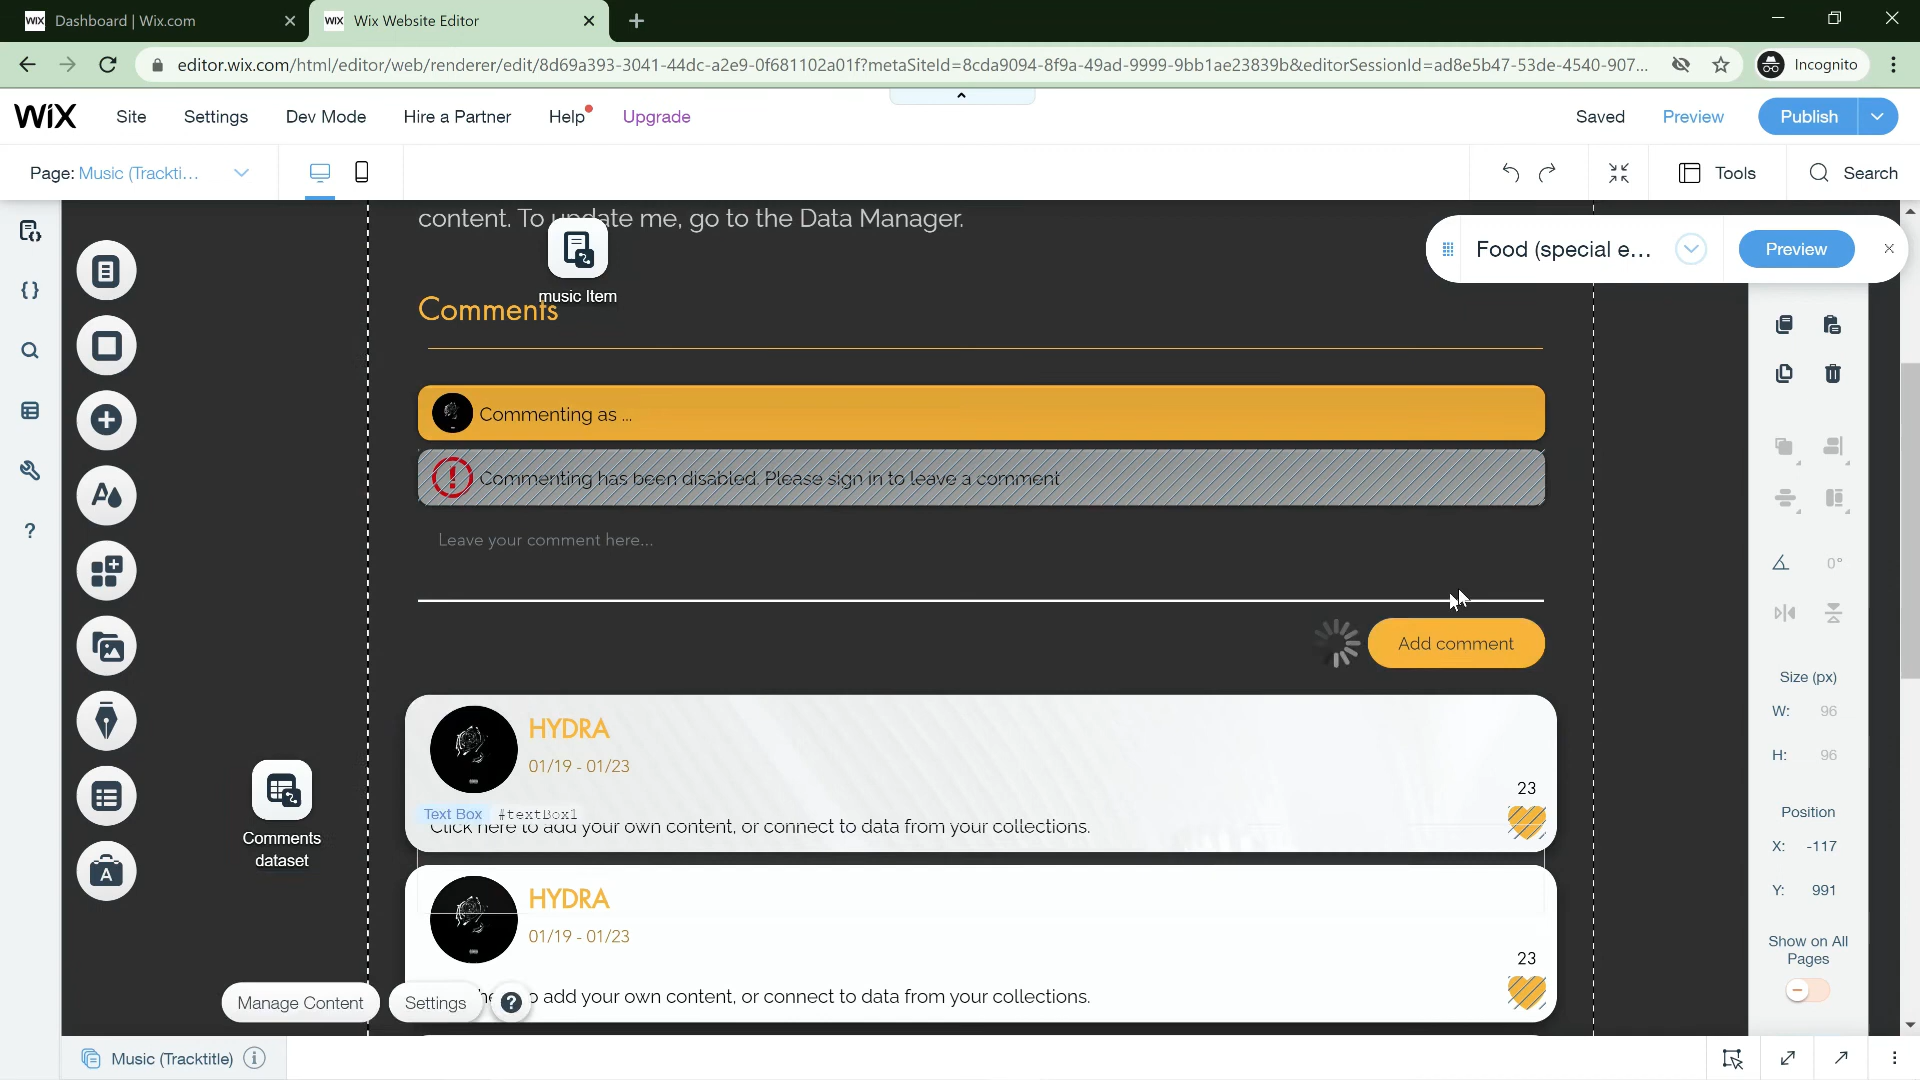 Dashboard | Wix.com
Wix Website Editor
editor.wix.com/html/editor/web/renderer/edit/8d69a393-3041-44dc-a2e9-0f681102a01f?metaSiteId=8cda9094-8f9a-49ad-9999-9bb1ae23839b&editorSessionId=ad8e5b47-53de-4540-907...
Incognito
WIX
Site
Settings
Dev Mode
Hire a Partner
Help
Upgrade
Saved
Preview
Publish
Page: Music (Trackti...
Tools
Search
content. To update me, go to the Data Manager.
music Item
Food (special e...
Preview
Comments
Commenting as ...
Commenting has been disabled. Please sign in to leave a comment
Leave your comment here...
Add comment
HYDRA
01/19 - 01/23
23
Text Box #textBox1
Click here to add your own content, or connect to data from your collections.
Comments
dataset
HYDRA
01/19 - 01/23
23
to add your own content, or connect to data from your collections.
Manage Content
Settings
?
0°
Size (px)
W: 96
H: 96
Position
X: -117
Y: 991
Show on All
Pages
Music (Tracktitle)